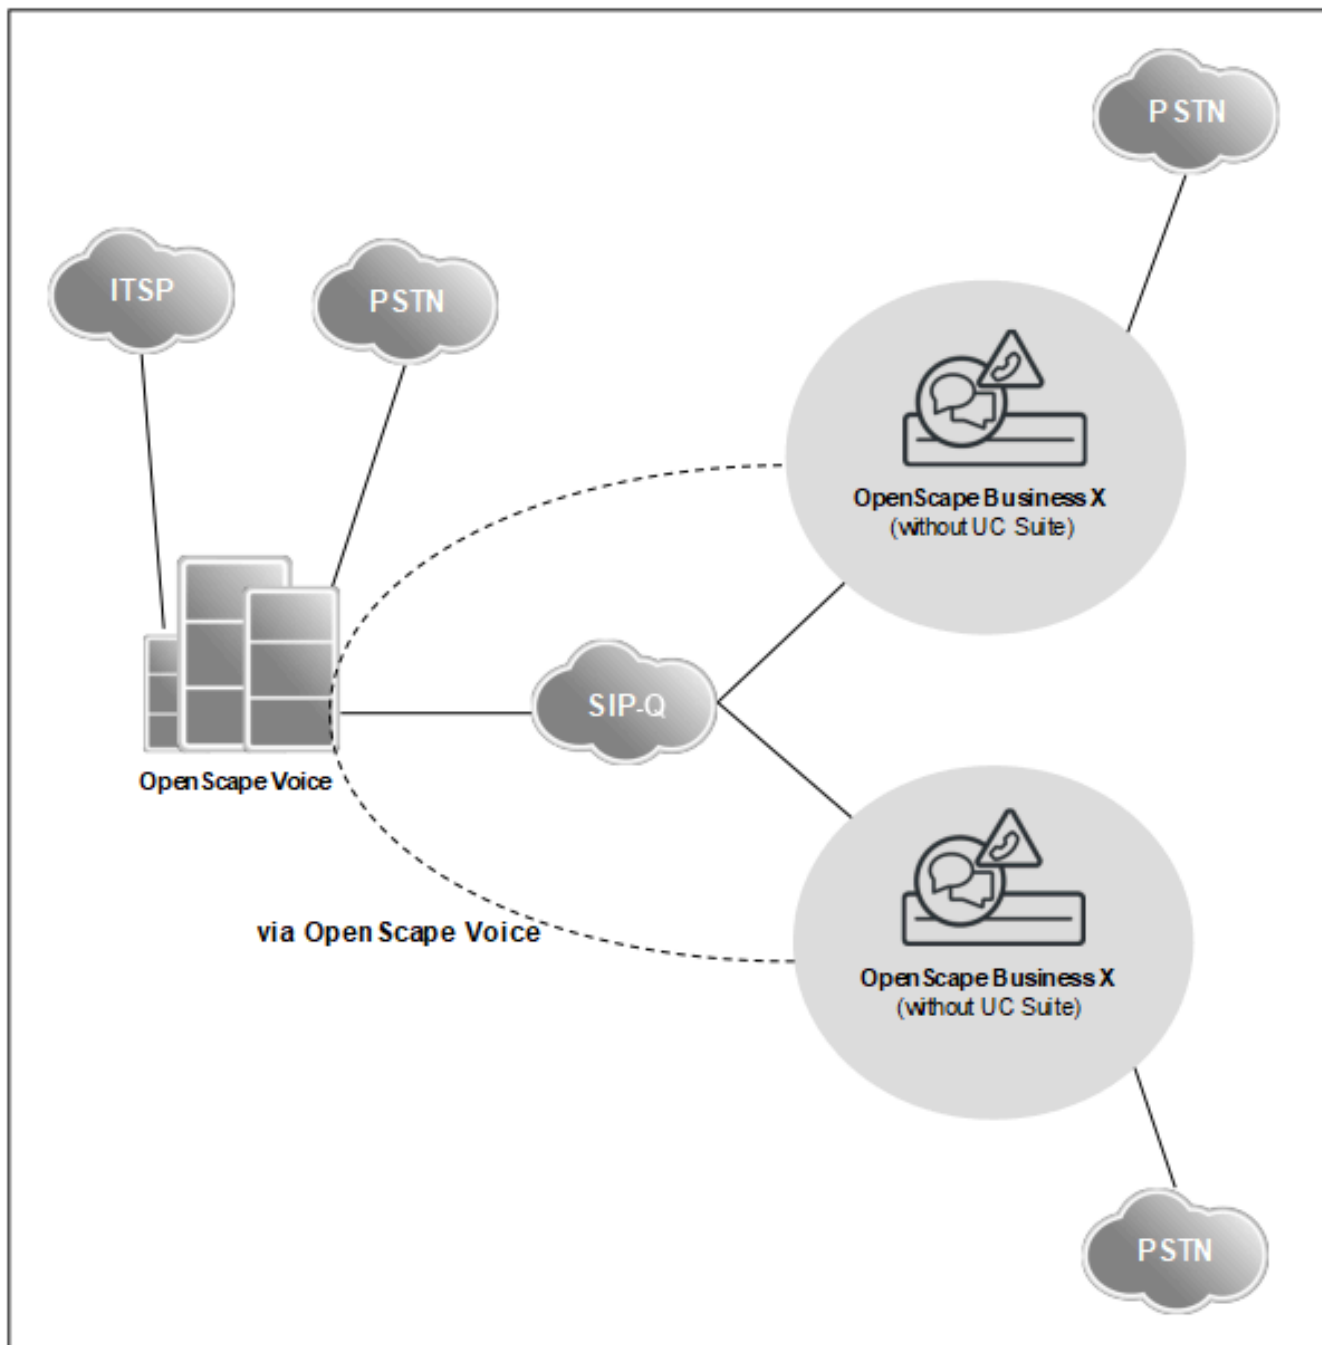 PSTN
ITSP
PSTN
OpenScape Business X
(without UC Suite)
SIP-Q
OpenScape Voice
via OpenScape Voice
OpenScape Business X
(without UC Suite)
PSTN